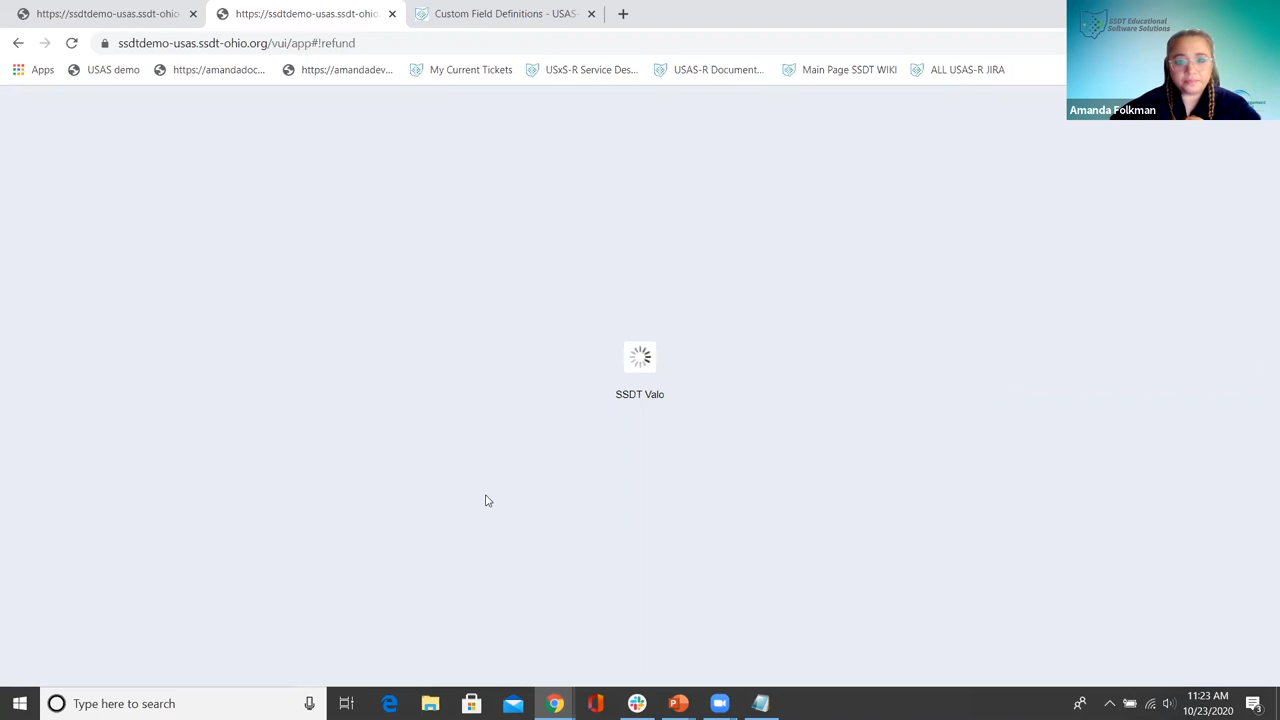 https://ssdtdemo-usas.ssdt-ohio.
https://ssdtdemo-usas.ssdt-ohio.
Custom Field Definitions - USAS-
ssdtdemo-usas.ssdt-ohio.org/vui/app#!refund
Apps
USAS demo
https://amandadoc...
https://amandadev...
My Current Tickets
USxS-R Service Des...
USAS-R Document...
Main Page SSDT WIKI
ALL USAS-R JIRA
SSDT Educational
Software Solutions
Amanda Folkman
SSDT Valo
Type here to search
11:23 AM
10/23/2020
3